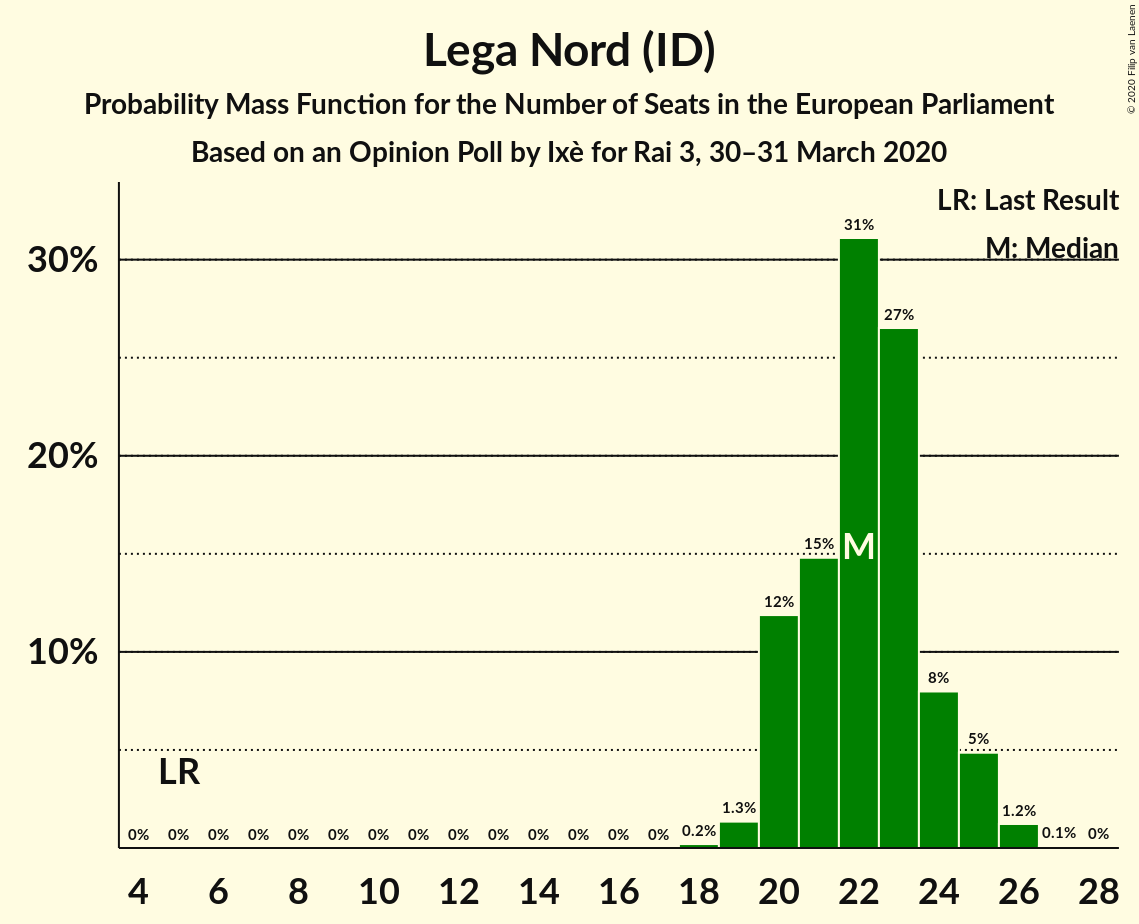 Lega Nord (ID)
Probability Mass Function for the Number of Seats in the European Parliament
Based on an Opinion Poll by Ixè for Rai 3, 30–31 March 2020
© 2020 Filip van Laenen
LR: Last Result
M: Median
30%
20%
10%
LR
M
0% 0% 0% 0% 0% 0% 0% 0% 0% 0% 0% 0% 0% 0% 0.2% 1.3% 12% 15% 31% 27% 8% 5% 1.2% 0.1% 0%
4 6 8 10 12 14 16 18 20 22 24 26 28